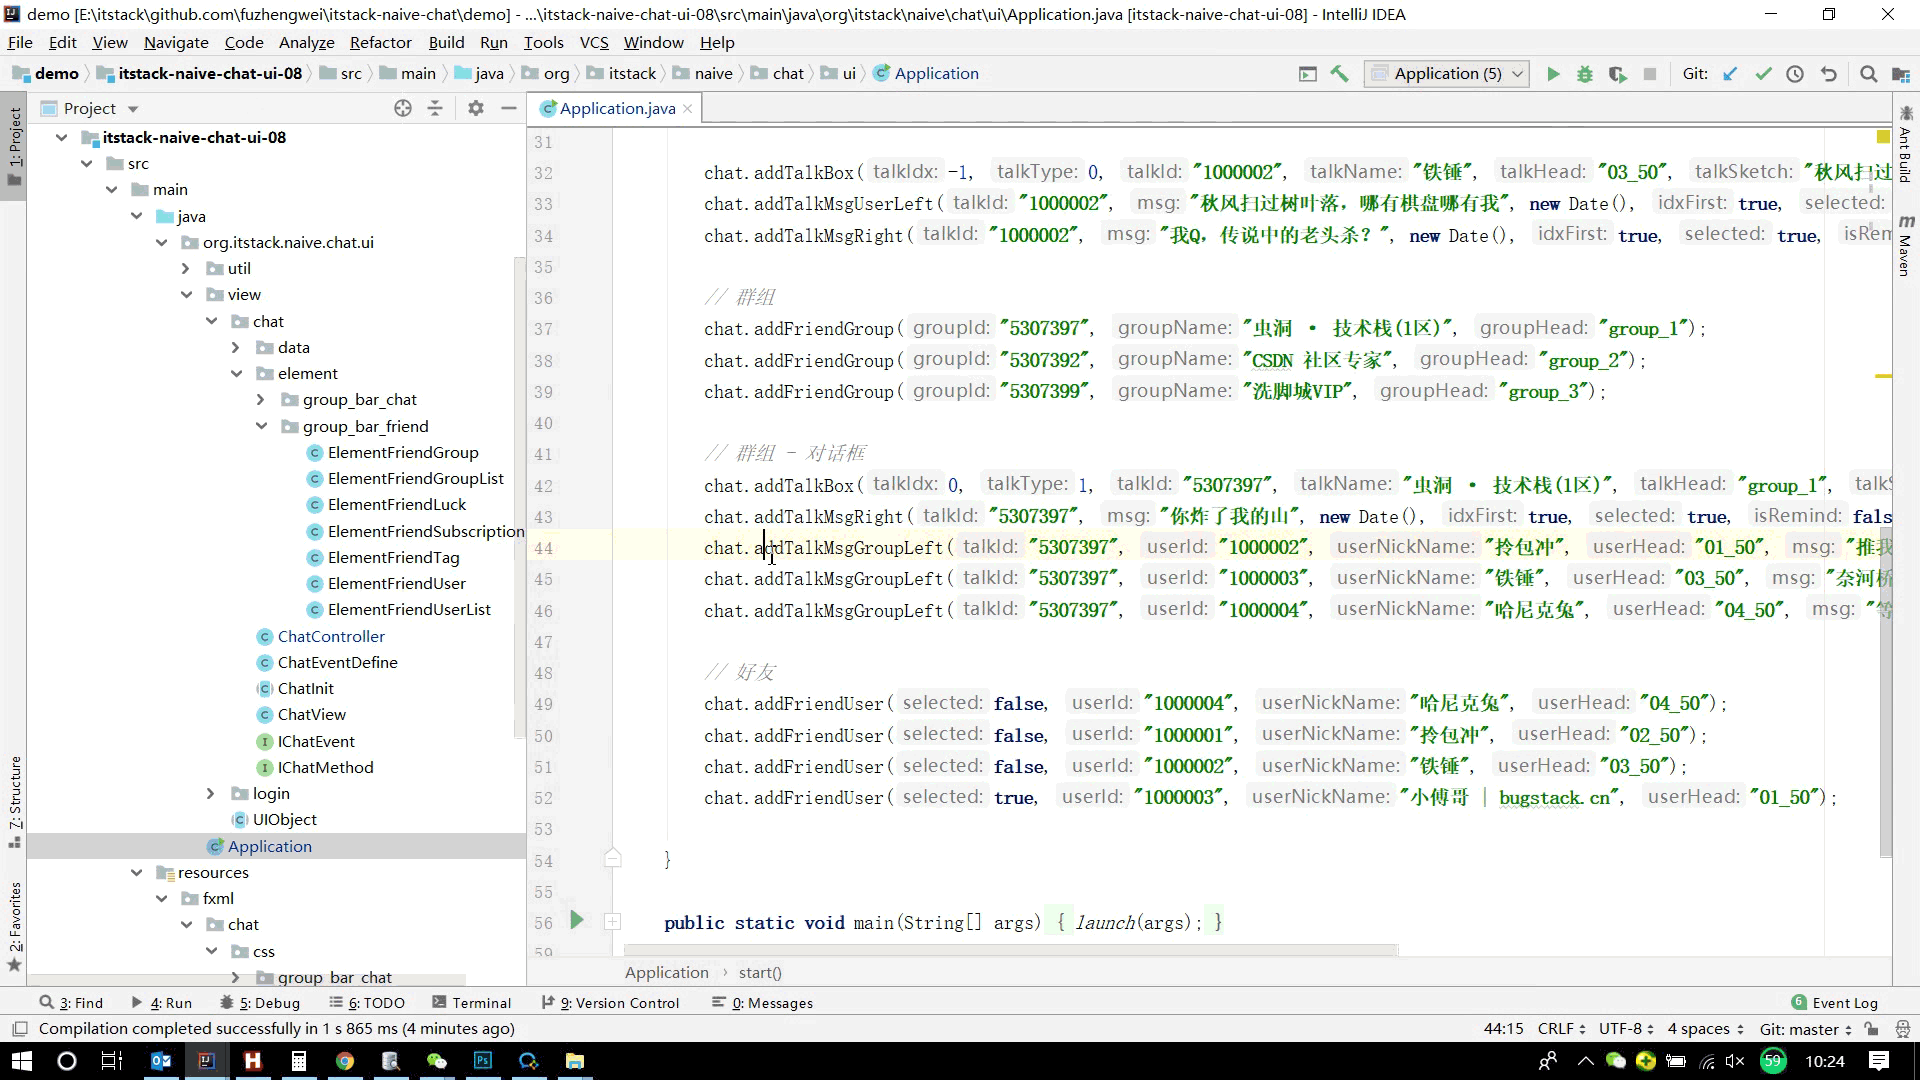 demo [E:\itstack\github.com\fuzhengwei\itstack-naive-chat\demo] - ...\itstack-naive-chat-ui-08\src\main\java\org\itstack\naive\chat\ui\Application.java [itstack-naive-chat-ui-08] - IntelliJ IDEA
File Edit View Navigate Code Analyze Refactor Build Run Tools VCS Window Help
demo itstack-naive-chat-ui-08 src main java org itstack naive chat ui Application Application (5) Git:
Project
Application.java
1: Project
7: Structure
2: Favorites
Ant Build
Maven
itstack-naive-chat-ui-08
src
main
java
org.itstack.naive.chat.ui
util
view
chat
data
element
group_bar_chat
group_bar_friend
ElementFriendGroup
ElementFriendGroupList
ElementFriendLuck
ElementFriendSubscription
ElementFriendTag
ElementFriendUser
ElementFriendUserList
ChatController
ChatEventDefine
ChatInit
ChatView
IChatEvent
IChatMethod
login
UIObject
Application
resources
fxml
chat
css
group_bar_chat
31
32 chat.addTalkBox( talkIdx: -1, talkType: 0, talkId: "1000002", talkName: "铁锤", talkHead: "03_50", talkSketch: "秋风扫过
33 chat.addTalkMsgUserLeft( talkId: "1000002", msg: "秋风扫过树叶落，哪有棋盘哪有我", new Date(), idxFirst: true, selected:
34 chat.addTalkMsgRight( talkId: "1000002", msg: "我Q，传说中的老头杀？", new Date(), idxFirst: true, selected: true, isRem
35
36 // 群组
37 chat.addFriendGroup( groupId: "5307397", groupName: "虫洞 · 技术栈(1区)", groupHead: "group_1");
38 chat.addFriendGroup( groupId: "5307392", groupName: "CSDN 社区专家", groupHead: "group_2");
39 chat.addFriendGroup( groupId: "5307399", groupName: "洗脚城VIP", groupHead: "group_3");
40
41 // 群组 - 对话框
42 chat.addTalkBox( talkIdx: 0, talkType: 1, talkId: "5307397", talkName: "虫洞 · 技术栈(1区)", talkHead: "group_1", talkS
43 chat.addTalkMsgRight( talkId: "5307397", msg: "你炸了我的山", new Date(), idxFirst: true, selected: true, isRemind: fals
44 chat.addTalkMsgGroupLeft( talkId: "5307397", userId: "1000002", userNickName: "拎包冲", userHead: "01_50", msg: "推我
45 chat.addTalkMsgGroupLeft( talkId: "5307397", userId: "1000003", userNickName: "铁锤", userHead: "03_50", msg: "奈河桥
46 chat.addTalkMsgGroupLeft( talkId: "5307397", userId: "1000004", userNickName: "哈尼克兔", userHead: "04_50", msg: "等
47
48 // 好友
49 chat.addFriendUser( selected: false, userId: "1000004", userNickName: "哈尼克兔", userHead: "04_50");
50 chat.addFriendUser( selected: false, userId: "1000001", userNickName: "拎包冲", userHead: "02_50");
51 chat.addFriendUser( selected: false, userId: "1000002", userNickName: "铁锤", userHead: "03_50");
52 chat.addFriendUser( selected: true, userId: "1000003", userNickName: "小傅哥 | bugstack.cn", userHead: "01_50");
53
54 }
55
56 public static void main(String[] args) { launch(args); }
59
Application › start()
3: Find 4: Run 5: Debug 6: TODO Terminal 9: Version Control 0: Messages 6 Event Log
Compilation completed successfully in 1 s 865 ms (4 minutes ago) 44:15 CRLF UTF-8 4 spaces Git: master
59 10:24